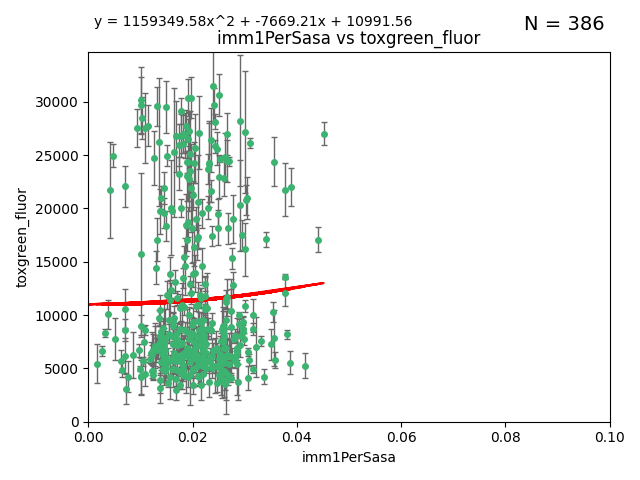 y = 1159349.58x^2 + -7669.21x + 10991.56
N = 386
imm1PerSasa vs toxgreen_fluor
30000
25000
20000
15000
10000
5000
0
toxgreen_fluor
0.00 0.02 0.04 0.06 0.08 0.10
imm1PerSasa